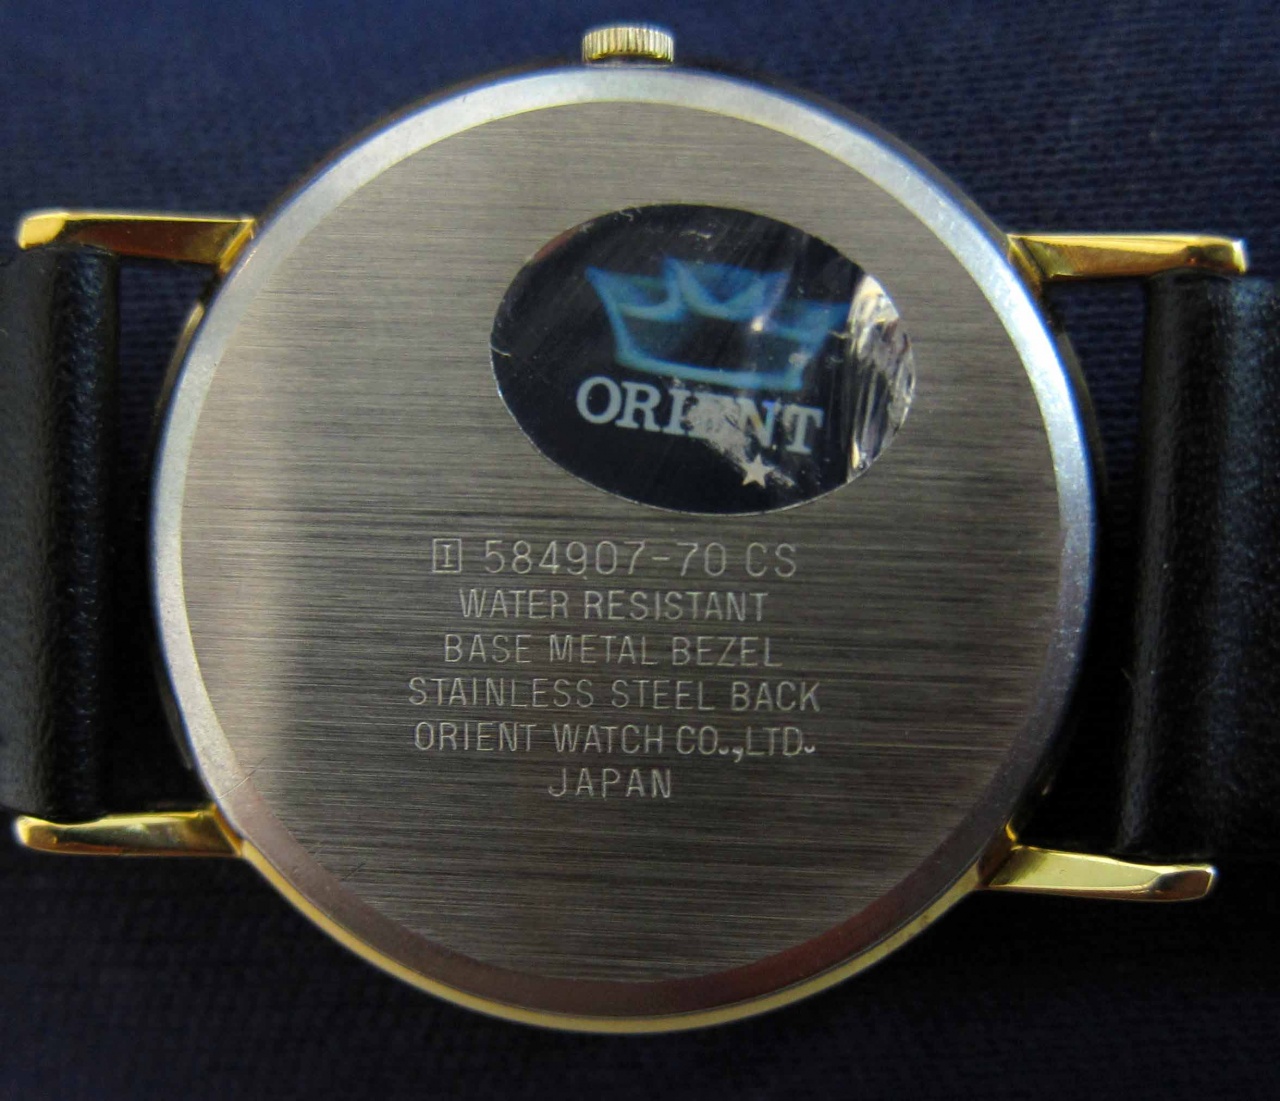 ORIENT
I 584907-70 CS
WATER RESISTANT
BASE METAL BEZEL
STAINLESS STEEL BACK
ORIENT WATCH CO.,LTD.
JAPAN